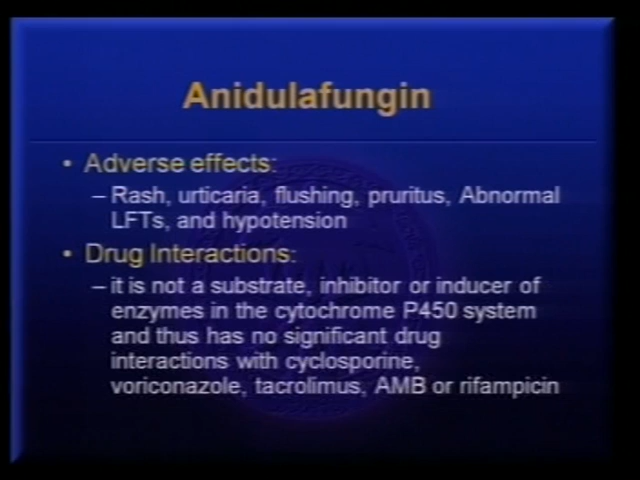 Anidulafungin
• Adverse effects:
– Rash, urticaria, flushing, pruritus, Abnormal
LFTs, and hypotension
• Drug Interactions:
– it is not a substrate, inhibitor or inducer of
enzymes in the cytochrome P450 system
and thus has no significant drug
interactions with cyclosporine,
voriconazole, tacrolimus, AMB or rifampicin